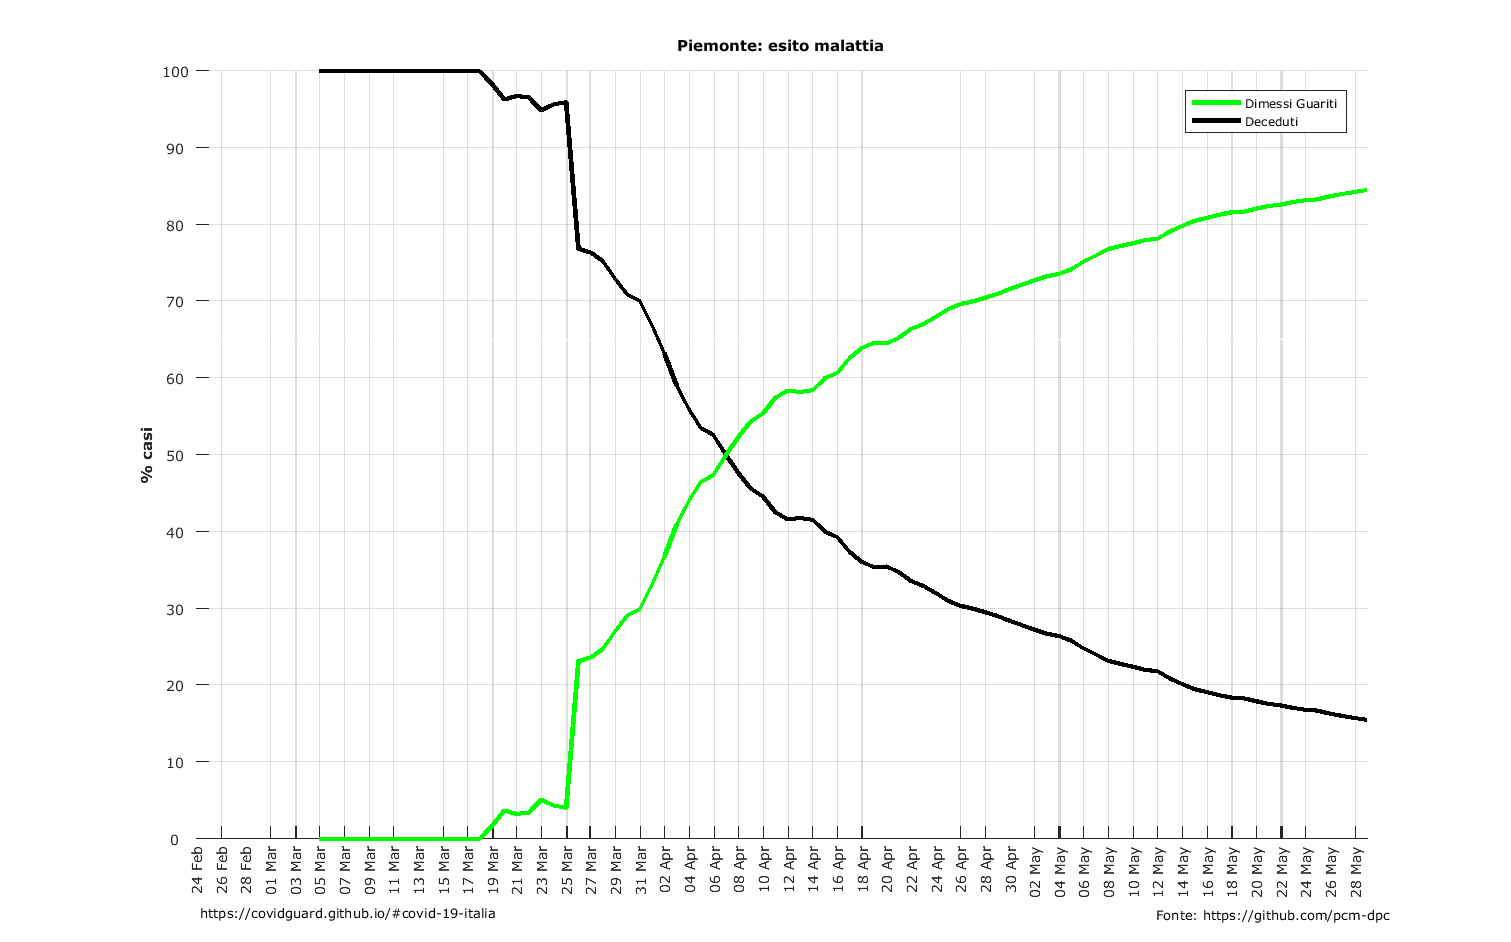 Piemonte: esito malattia
Dimessi Guariti
Deceduti
% casi
100
90
80
70
60
50
40
30
20
10
0
24 Feb
26 Feb
28 Feb
01 Mar
03 Mar
05 Mar
07 Mar
09 Mar
11 Mar
13 Mar
15 Mar
17 Mar
19 Mar
21 Mar
23 Mar
25 Mar
27 Mar
29 Mar
31 Mar
02 Apr
04 Apr
06 Apr
08 Apr
10 Apr
12 Apr
14 Apr
16 Apr
18 Apr
20 Apr
22 Apr
24 Apr
26 Apr
28 Apr
30 Apr
02 May
04 May
06 May
08 May
10 May
12 May
14 May
16 May
18 May
20 May
22 May
24 May
26 May
28 May
https://covidguard.github.io/#covid-19-italia
Fonte: https://github.com/pcm-dpc